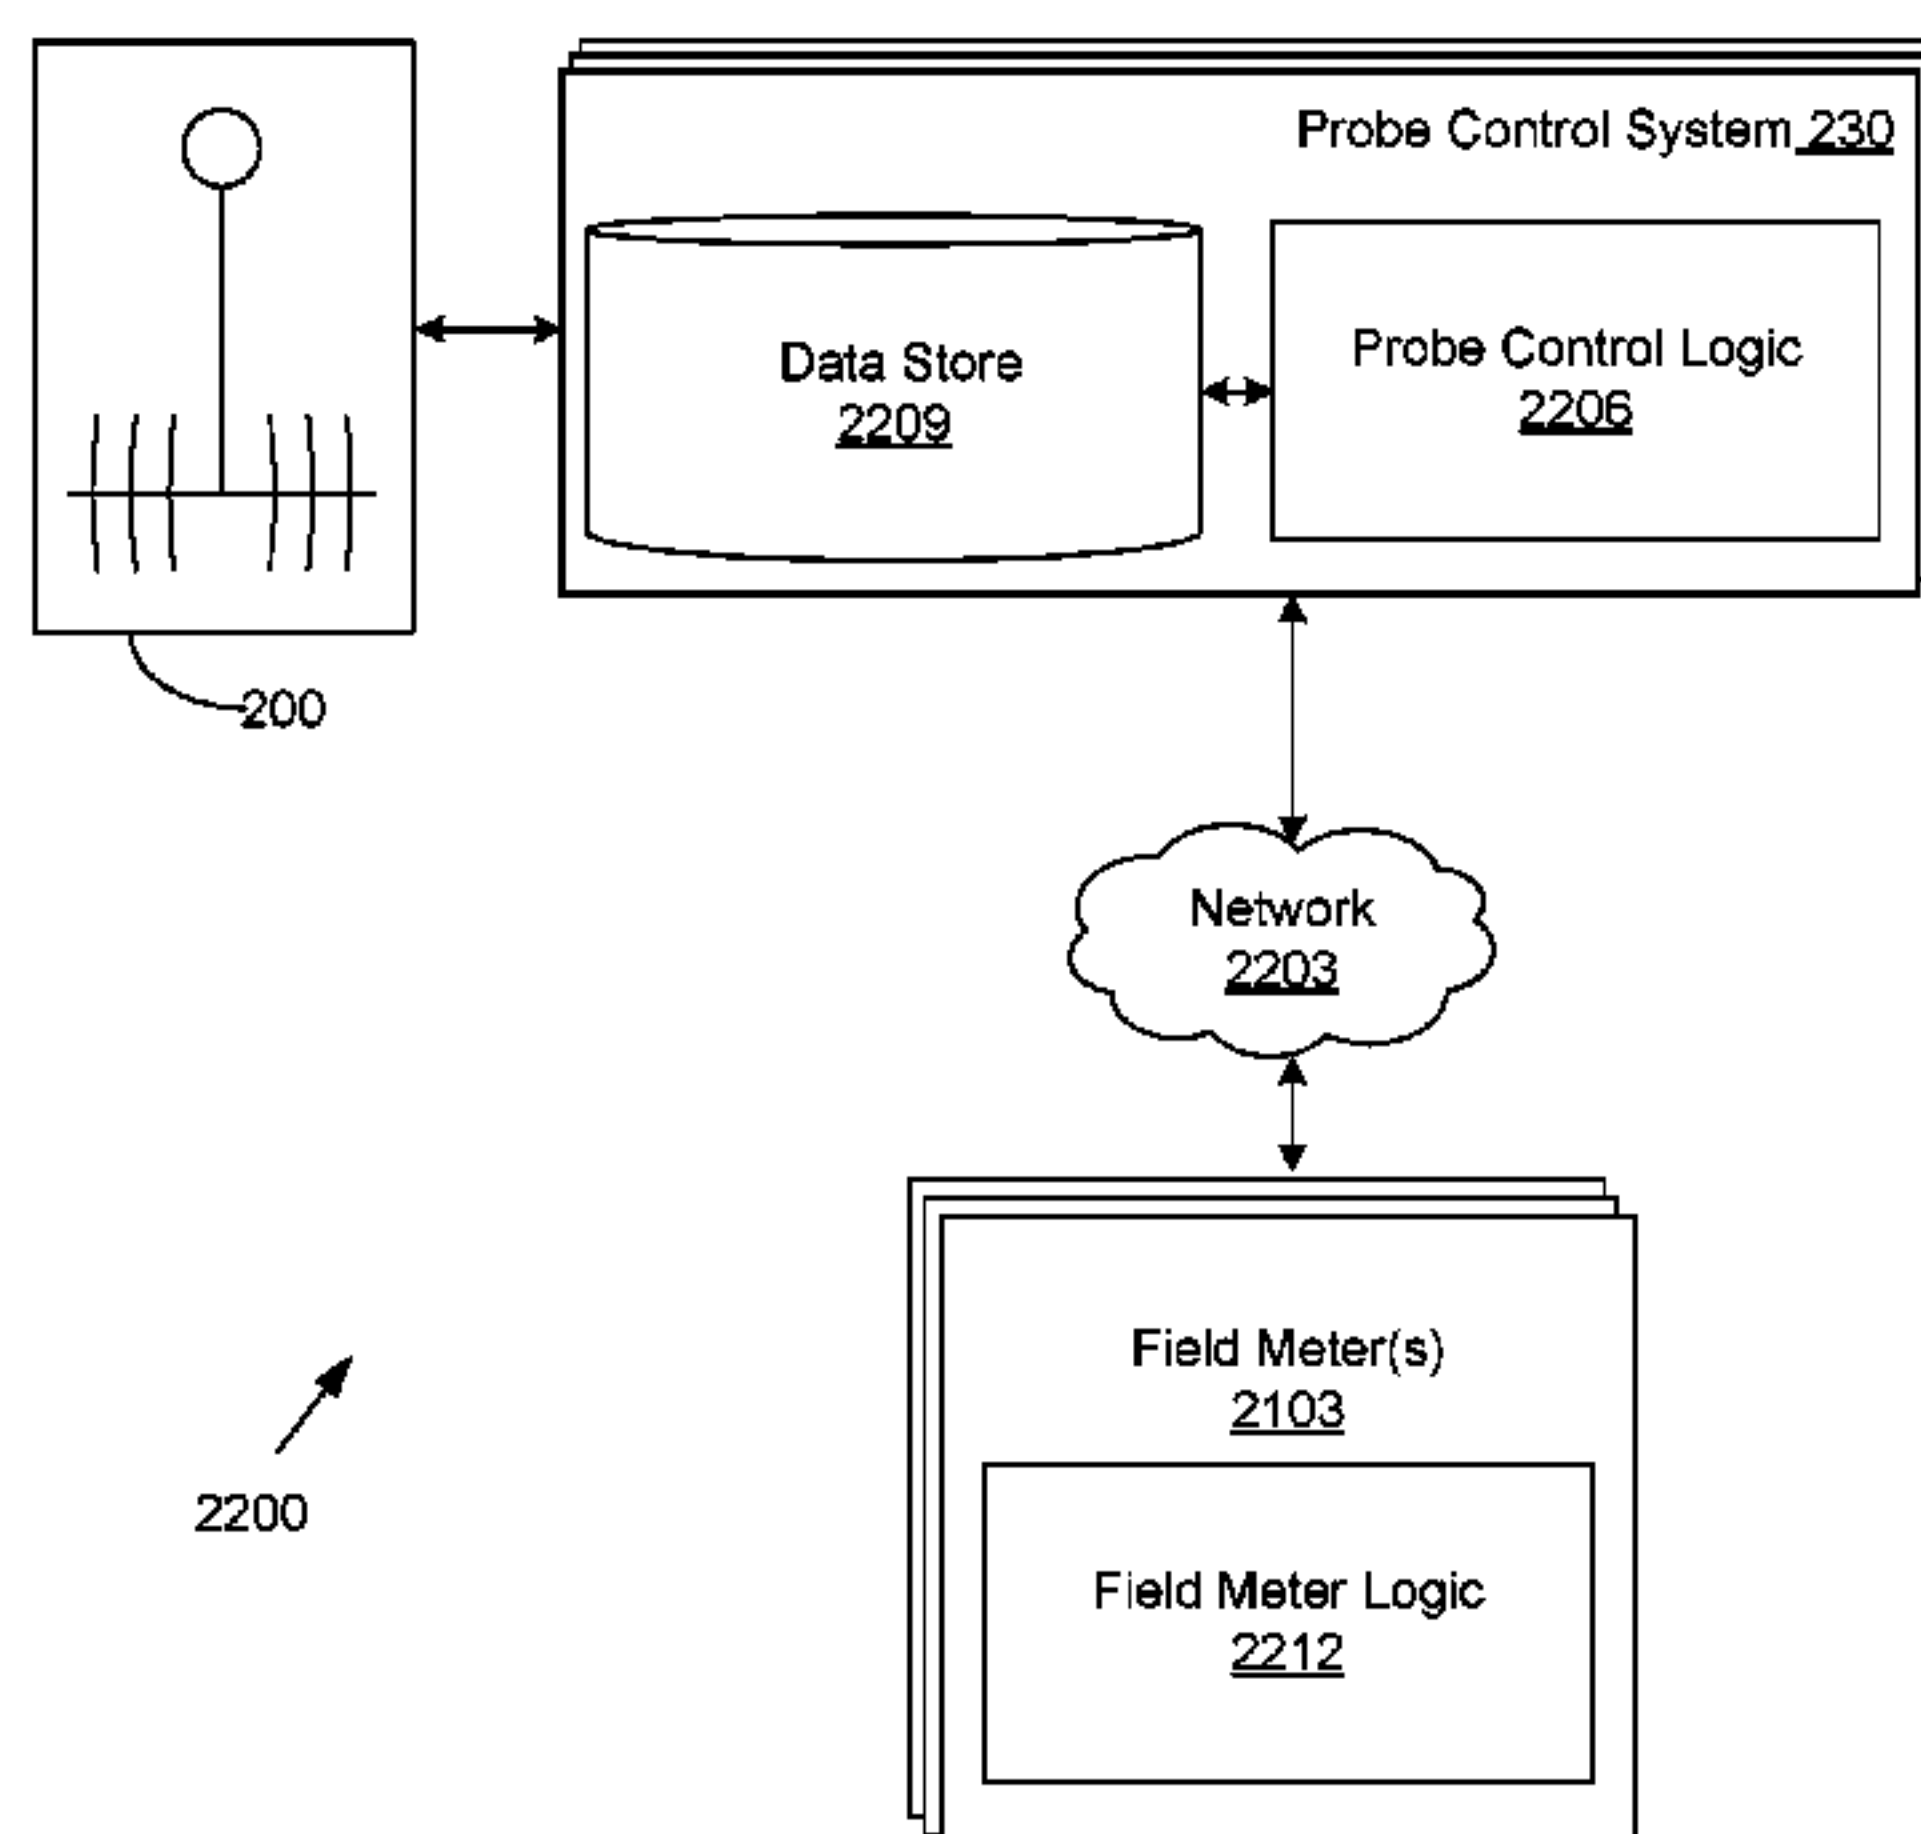 Probe Control System 230
Data Store
2209
Probe Control Logic
2206
200
Network
2203
Field Meter(s)
2103
Field Meter Logic
2212
2200